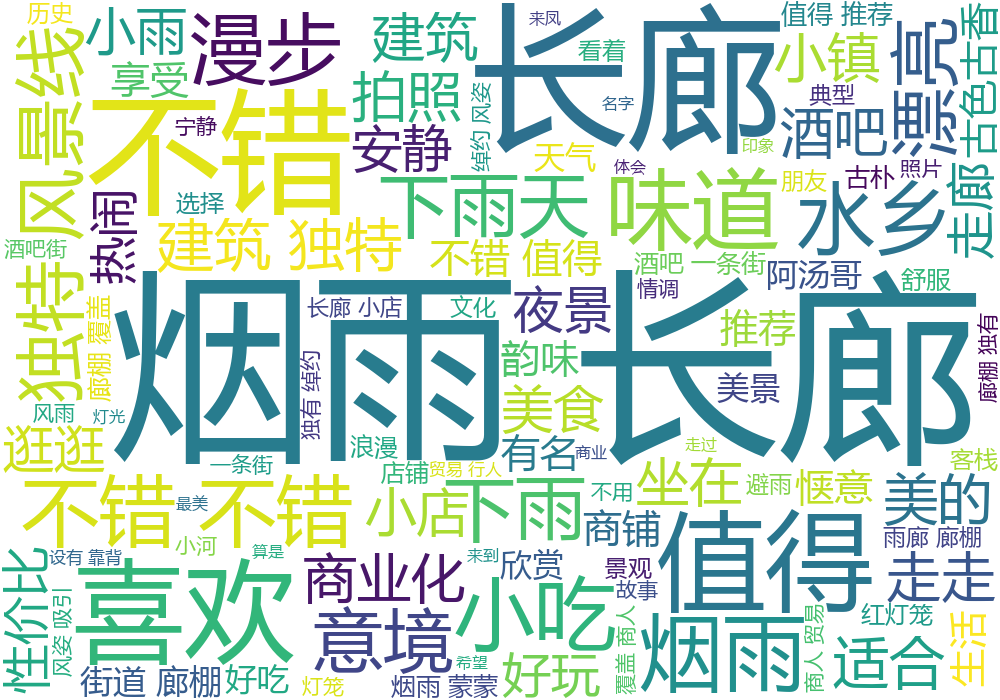 历史
小雨
漫步
建筑
长廊
看着
来凤
值得 推荐
小镇
漂亮
古色古香
风景线
享受
不错
宁静
拍照
安静
绰约 风姿
名字
典型
酒吧
印象
天气
体会
下雨天
味道
朋友
古朴
照片
水乡
走廊
热闹
选择
建筑 独特
不错 值得
酒吧街
酒吧 一条街
情调
阿汤哥
舒服
独特
廊棚 覆盖
烟雨长廊
长廊 小店
文化
夜景
推荐
廊棚 独有
韵味
美景
独有 绰约
风雨
灯光
美食
逛逛
浪漫
有名
商业
走过
一条街
店铺
贸易 行人
坐在
避雨
惬意
客栈
不错 不错
最美
小店
下雨
不用
美的
商铺
值得
雨廊 廊棚
小河
设有 靠背
算是
来到
欣赏
景观
走走
性价比
喜欢
商业化
故事
风姿 吸引
意境
小吃
覆盖 商人
烟雨
商人 贸易
红灯笼
适合
生活
街道 廊棚
好吃
灯笼
希望
烟雨 蒙蒙
好玩